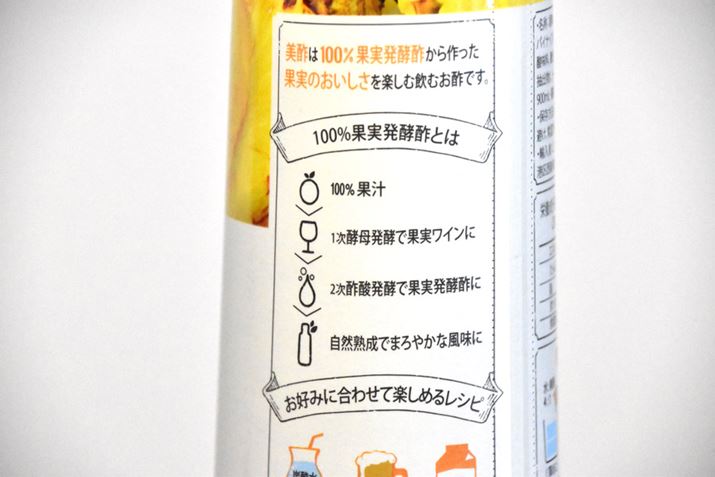 美酢は100%果実発酵酢から作った
果実のおいしさを楽しむ飲むお酢です。
100%果実発酵酢とは
100%果汁
1次酵母発酵で果実ワインに
2次酢酸発酵で果実発酵酢に
自然熟成でまろやかな風味に
お好みに合わせて楽しめるレシピ
炭酸水